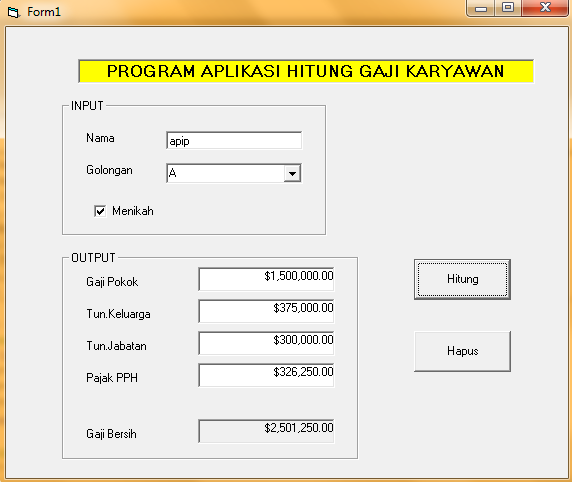 Form1
PROGRAM APLIKASI HITUNG GAJI KARYAWAN
INPUT
Nama apip
Golongan A
Menikah
OUTPUT
Gaji Pokok $1,500,000.00
Tun.Keluarga $375,000.00
Tun.Jabatan $300,000.00
Pajak PPH $326,250.00
Gaji Bersih $2,501,250.00
Hitung
Hapus